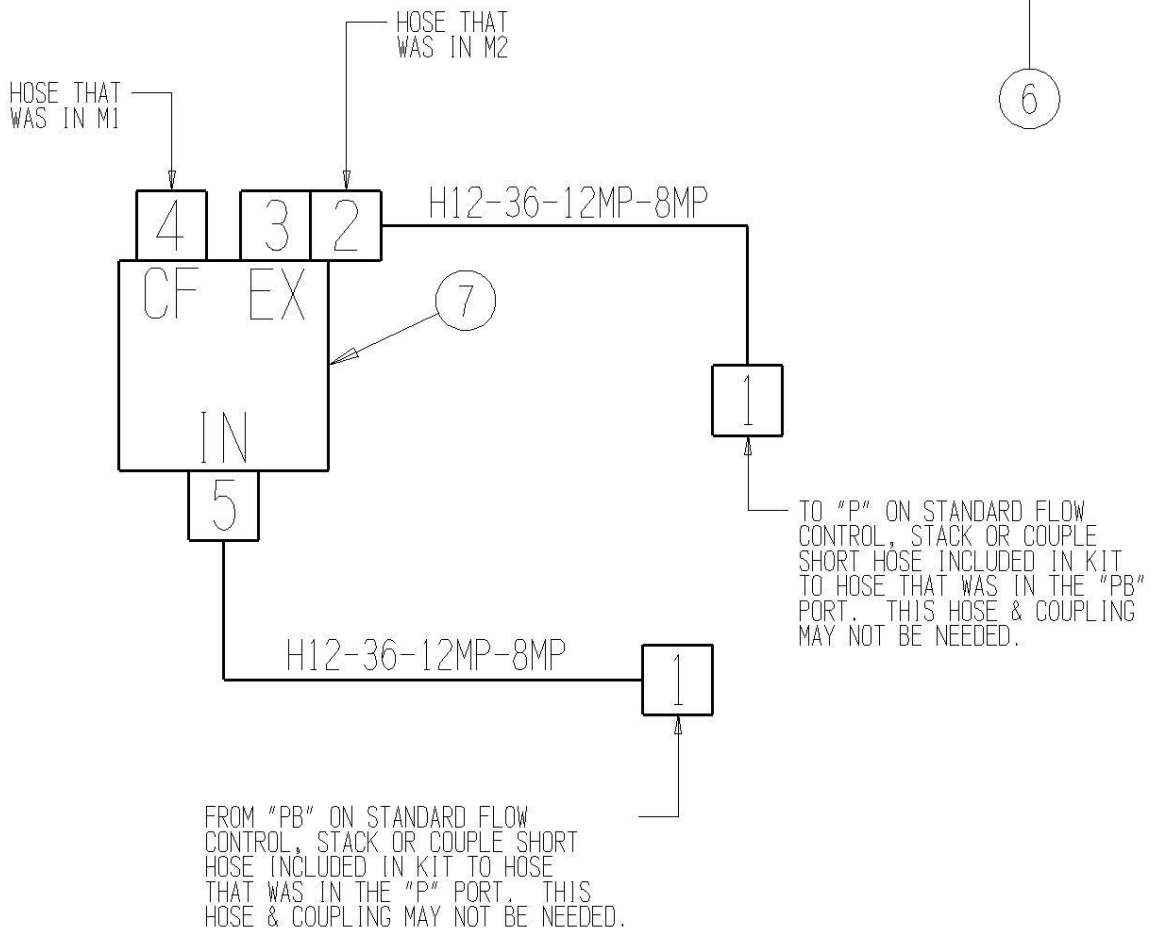 HOSE THAT
WAS IN M2
HOSE THAT
WAS IN M1
6
4
3
2
H12-36-12MP-8MP
CF
EX
7
IN
1
5
TO "P" ON STANDARD FLOW
CONTROL, STACK OR COUPLE
SHORT HOSE INCLUDED IN KIT
TO HOSE THAT WAS IN THE "PB"
PORT. THIS HOSE & COUPLING
MAY NOT BE NEEDED.
H12-36-12MP-8MP
1
FROM "PB" ON STANDARD FLOW
CONTROL, STACK OR COUPLE SHORT
HOSE INCLUDED IN KIT TO HOSE
THAT WAS IN THE "P" PORT. THIS
HOSE & COUPLING MAY NOT BE NEEDED.